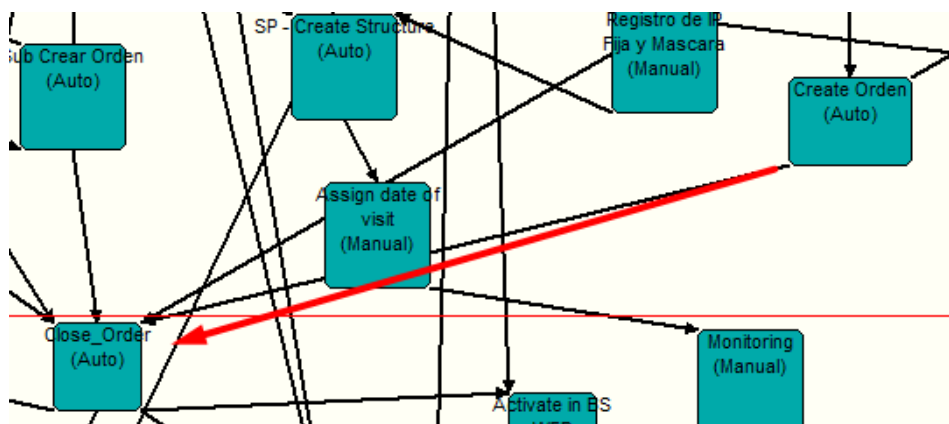 SP - Create Structure
(Auto)
Registro de IP
Fija y Mascara
(Manual)
Sub Crear Orden
(Auto)
Create Orden
(Auto)
Assign date of
visit
(Manual)
Close_Order
(Auto)
Monitoring
(Manual)
Activate in BS